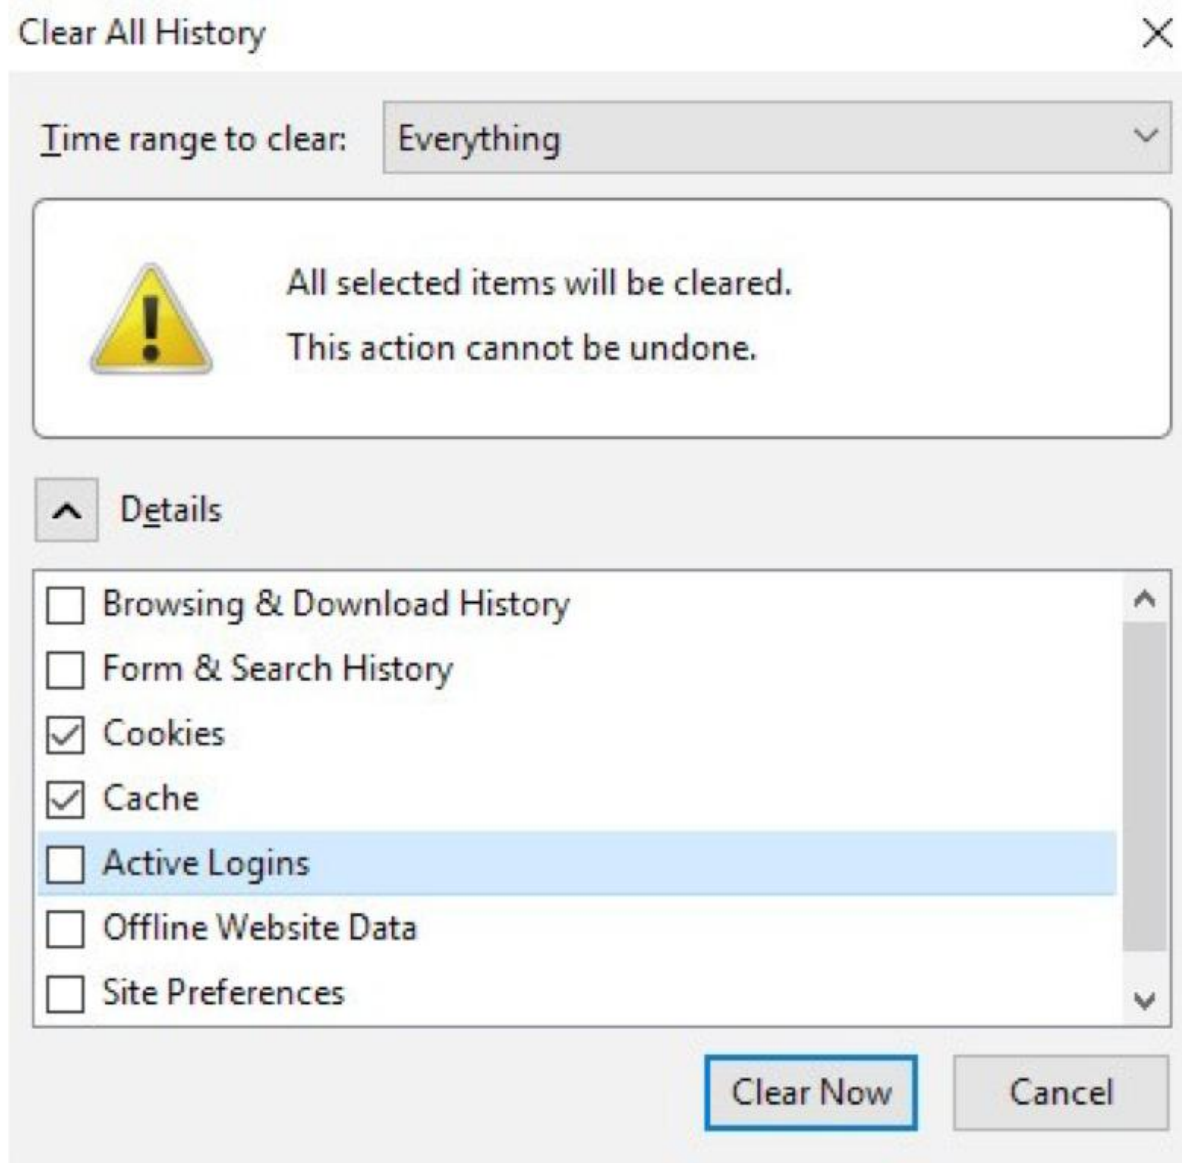 Clear All History
Time range to clear: Everything
All selected items will be cleared.
This action cannot be undone.
Details
Browsing & Download History
Form & Search History
Cookies
Cache
Active Logins
Offline Website Data
Site Preferences
Clear Now Cancel